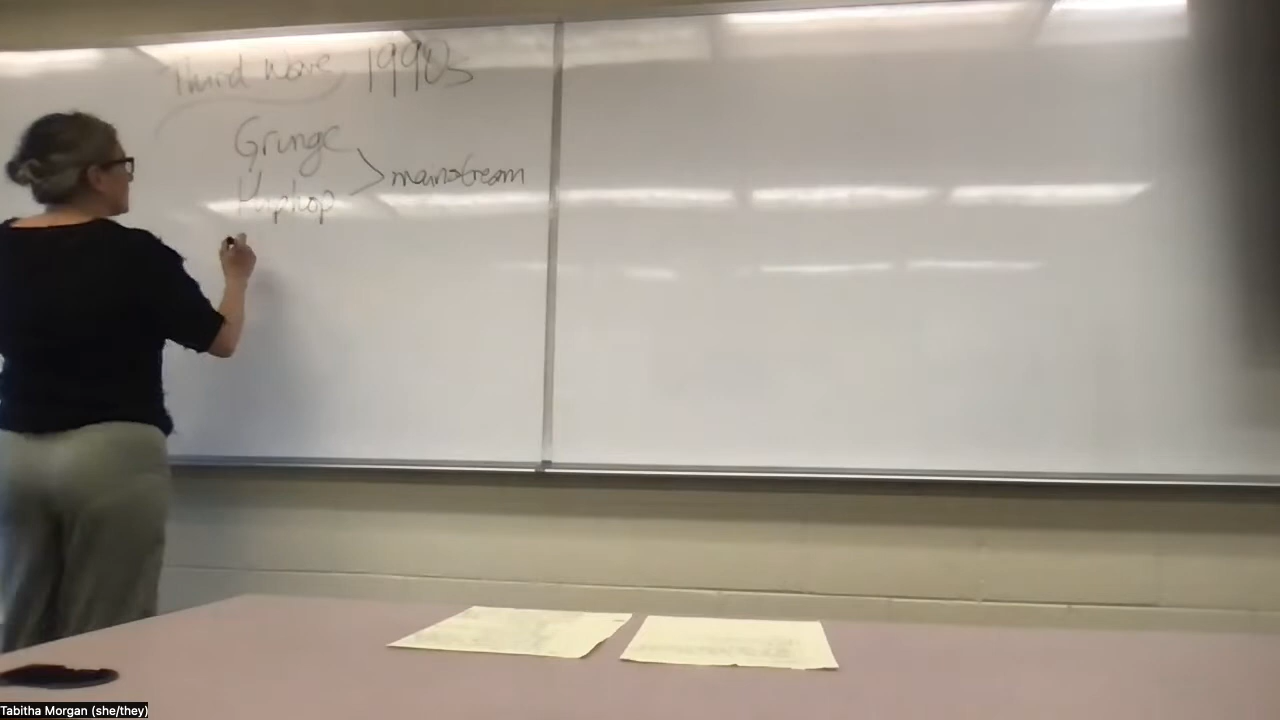 Third Wave 1990s
Grunge
mainstream
Hiphop
Tabitha Morgan (she/they)